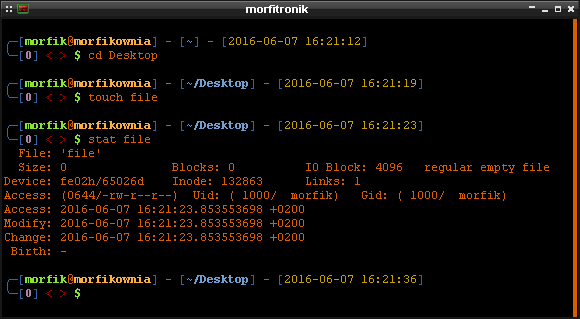 morfitronik
[morfik@morfikownia] - [~] - [2016-06-07 16:21:12]
[0] < > $ cd Desktop
[morfik@morfikownia] - [~/Desktop] - [2016-06-07 16:21:19]
[0] < > $ touch file
[morfik@morfikownia] - [~/Desktop] - [2016-06-07 16:21:23]
[0] < > $ stat file
File: 'file'
Size: 0 Blocks: 0 IO Block: 4096 regular empty file
Device: fe02h/65026d Inode: 132863 Links: 1
Access: (0644/-rw-r--r--) Uid: ( 1000/ morfik) Gid: ( 1000/ morfik)
Access: 2016-06-07 16:21:23.853553698 +0200
Modify: 2016-06-07 16:21:23.853553698 +0200
Change: 2016-06-07 16:21:23.853553698 +0200
Birth: -
[morfik@morfikownia] - [~/Desktop] - [2016-06-07 16:21:36]
[0] < > $